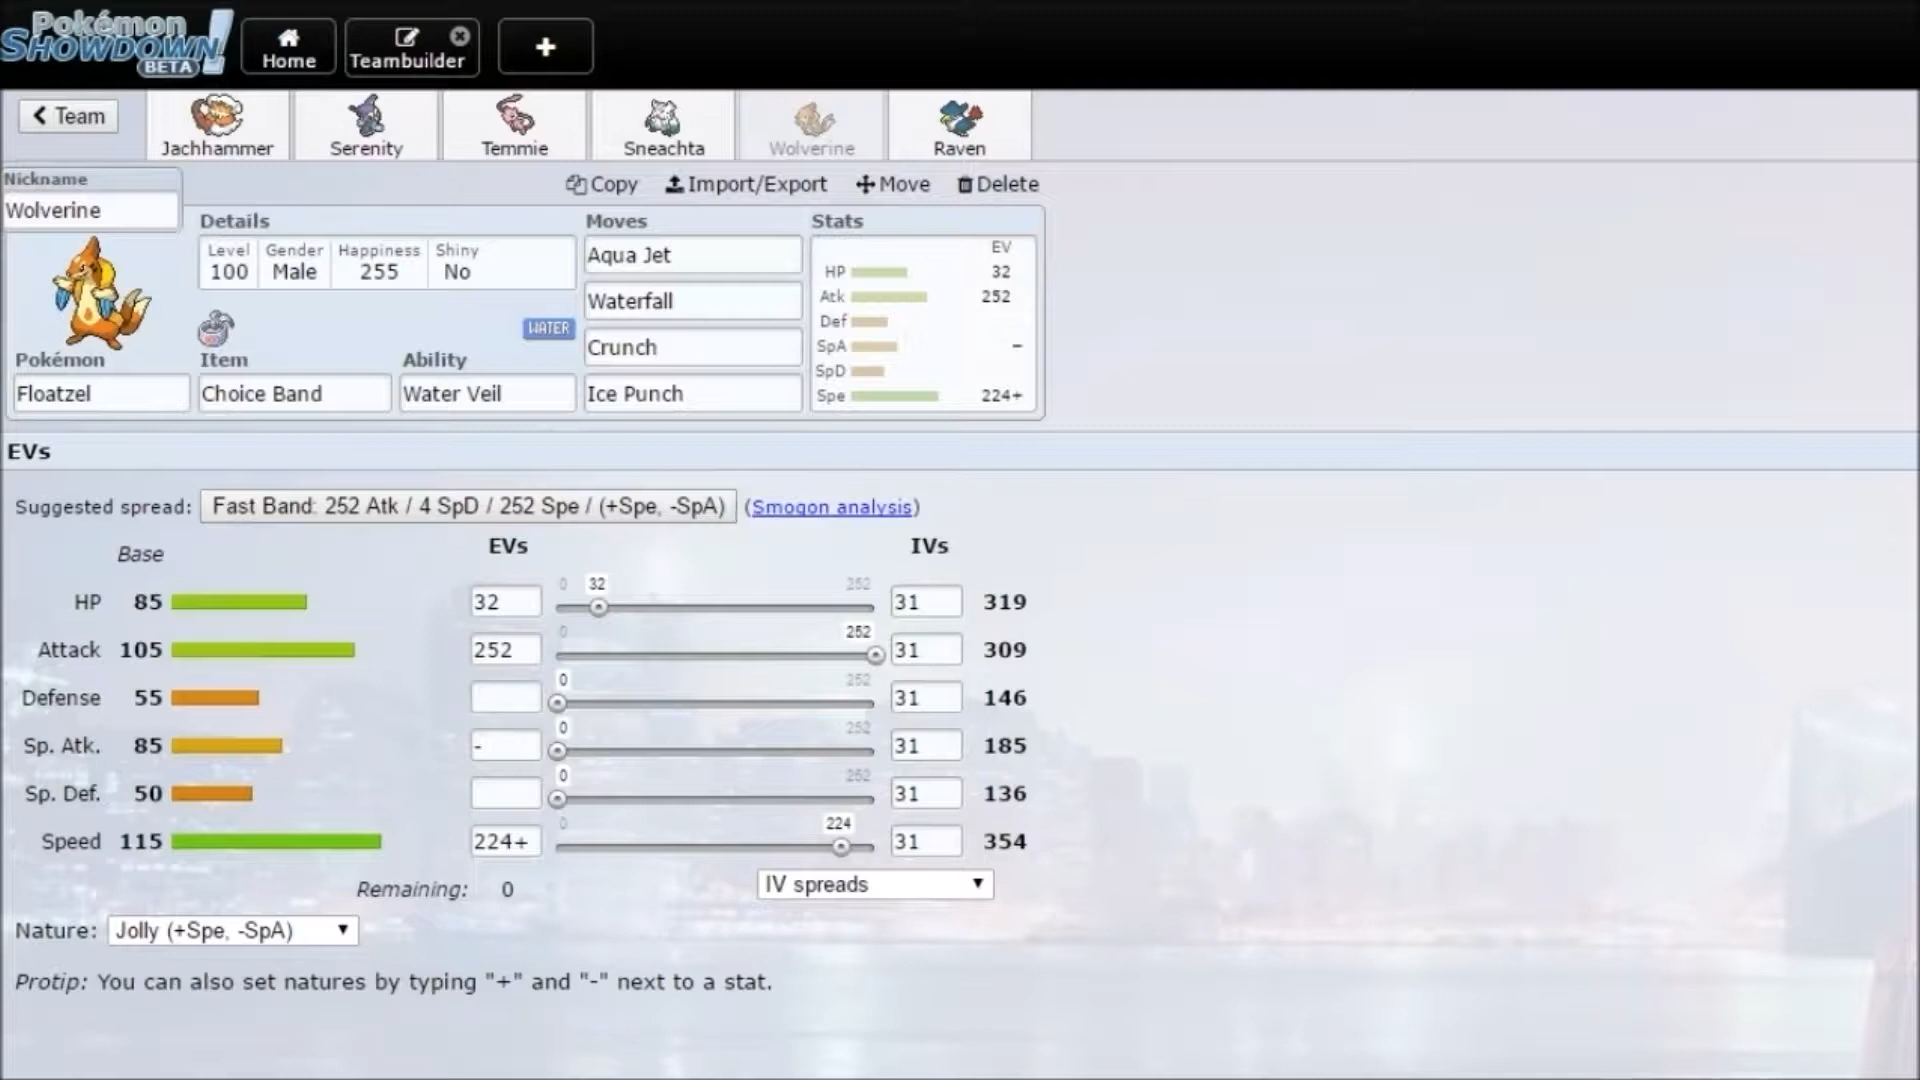 Pokémon
SHOWDOWN!
BETA
Home
Teambuilder
+
Team
Jachhammer
Serenity
Temmie
Sneachta
Wolverine
Raven
Nickname
Wolverine
Copy
Import/Export
Move
Delete
Details
Level Gender Happiness Shiny
100 Male 255 No
WATER
Pokémon
Floatzel
Item
Choice Band
Ability
Water Veil
Moves
Aqua Jet
Waterfall
Crunch
Ice Punch
Stats
EV
HP 32
Atk 252
Def
SpA -
SpD
Spe 224+
EVs
Suggested spread: Fast Band: 252 Atk / 4 SpD / 252 Spe / (+Spe, -SpA) (Smogon analysis)
Base EVs IVs
0 32 252
HP 85 32 31 319
0 252
Attack 105 252 31 309
0 252
Defense 55 31 146
0 252
Sp. Atk. 85 - 31 185
0 252
Sp. Def. 50 31 136
0 224
Speed 115 224+ 31 354
Remaining: 0 IV spreads
Nature: Jolly (+Spe, -SpA)
Protip: You can also set natures by typing "+" and "-" next to a stat.